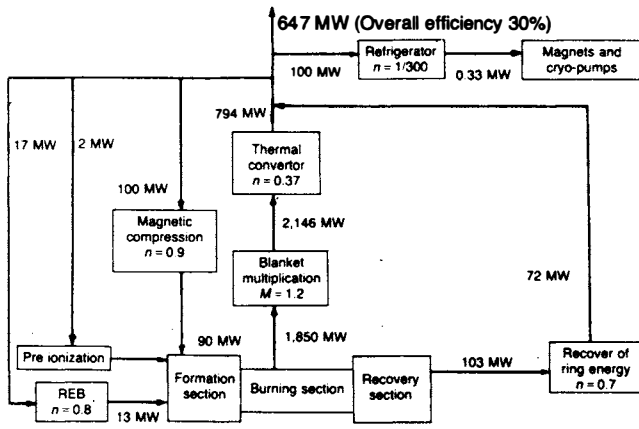 647 MW (Overall efficiency 30%)
Refrigerator
n = 1/300
Magnets and
cryo-pumps
100 MW
0.33 MW
794 MW
17 MW
2 MW
Thermal
convertor
n = 0.37
100 MW
Magnetic
compression
n = 0.9
2,146 MW
Blanket
multiplication
M = 1.2
72 MW
90 MW
1,850 MW
Pre ionization
Formation
section
Burning section
Recovery
section
103 MW
Recover of
ring energy
n = 0.7
REB
n = 0.8
13 MW